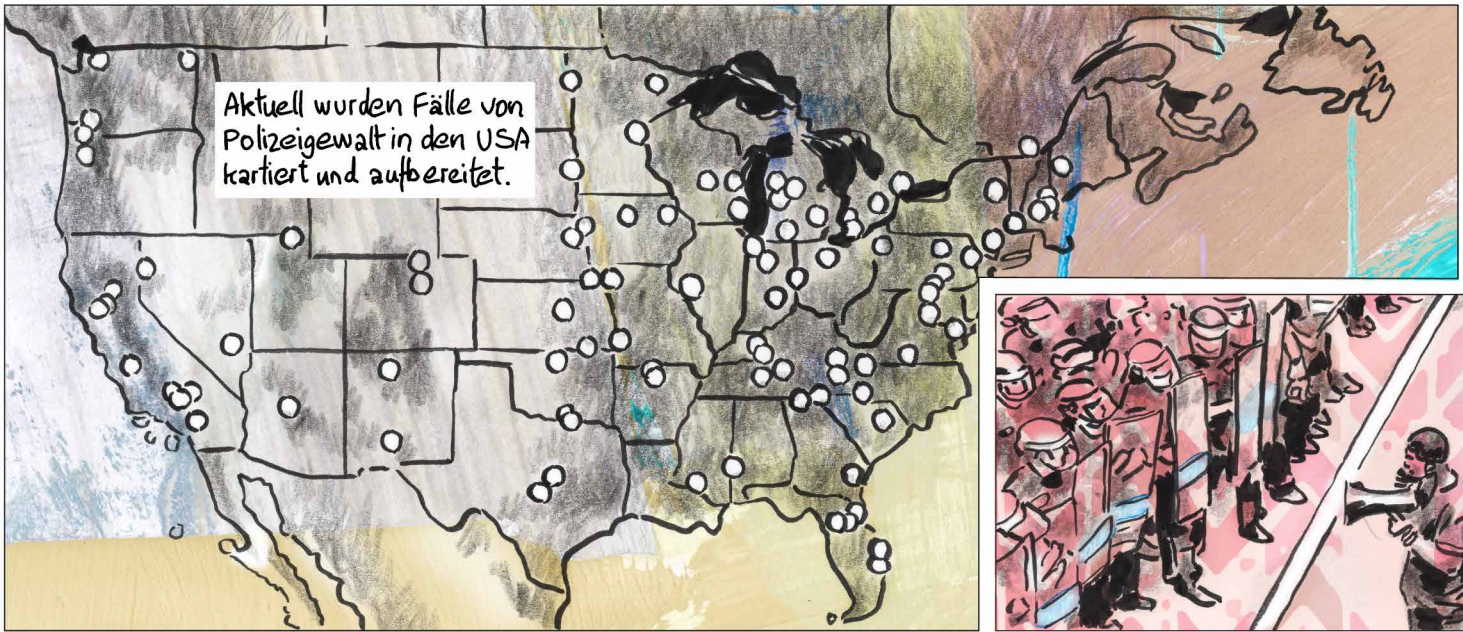 Aktuell wurden Fälle von
Polizeigewalt in den USA
kartiert und aufbereitet.